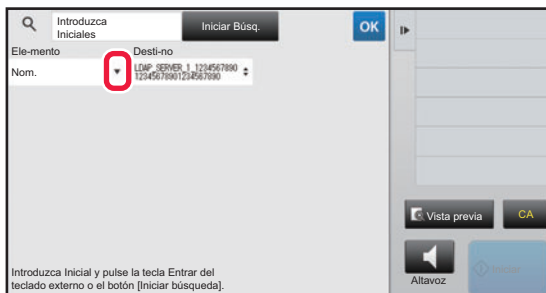 Introduzca
Iniciales
Iniciar Búsq.
OK
Ele-mento
Desti-no
Nom.
LDAP_SERVER_1_1234567890
12345678901234567890
Vista previa
CA
Altavoz
Iniciar
Introduzca Inicial y pulse la tecla Entrar del
teclado externo o el botón [Iniciar búsqueda].